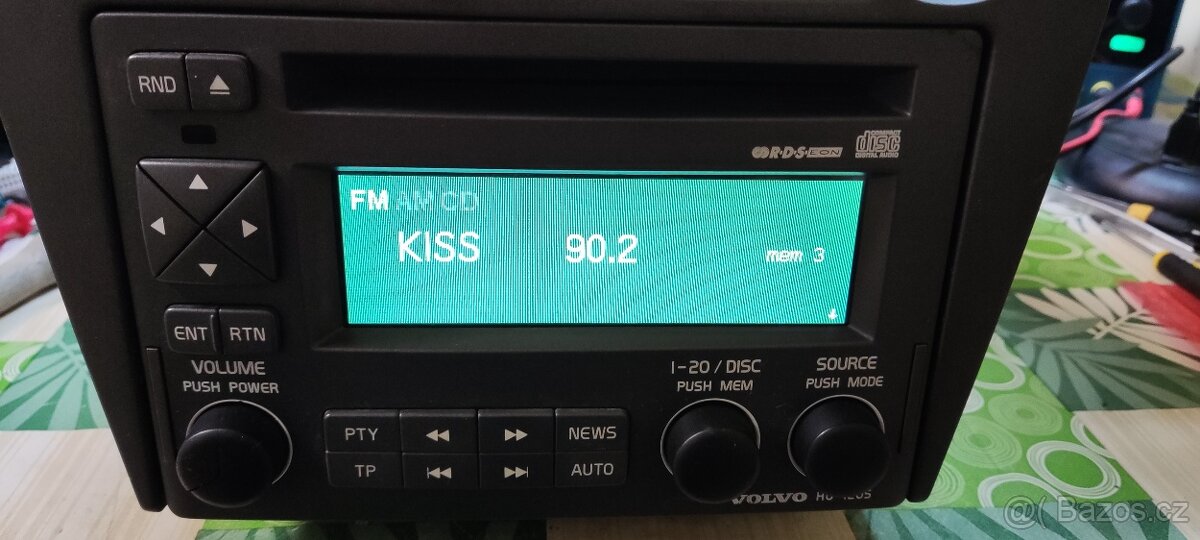 RND
R·D·S EON
COMPACT
disc
DIGITAL AUDIO
FM AM CD
KISS 90.2 mem 3
ENT RTN
VOLUME
PUSH POWER
1-20 / DISC
PUSH MEM
SOURCE
PUSH MODE
PTY NEWS
TP AUTO
VOLVO
Bazos.cz